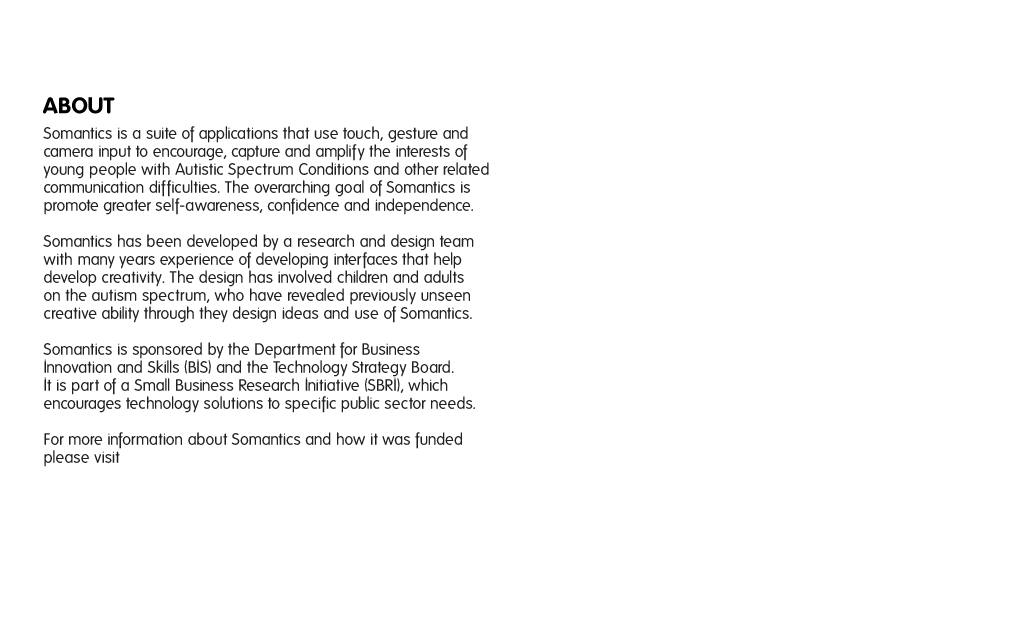 ABOUT
Somantics is a suite of applications that use touch, gesture and
camera input to encourage, capture and amplify the interests of
young people with Autistic Spectrum Conditions and other related
communication difficulties. The overarching goal of Somantics is
promote greater self-awareness, confidence and independence.
Somantics has been developed by a research and design team
with many years experience of developing interfaces that help
develop creativity. The design has involved children and adults
on the autism spectrum, who have revealed previously unseen
creative ability through they design ideas and use of Somantics.
Somantics is sponsored by the Department for Business
Innovation and Skills (BIS) and the Technology Strategy Board.
It is part of a Small Business Research Initiative (SBRI), which
encourages technology solutions to specific public sector needs.
For more information about Somantics and how it was funded
please visit